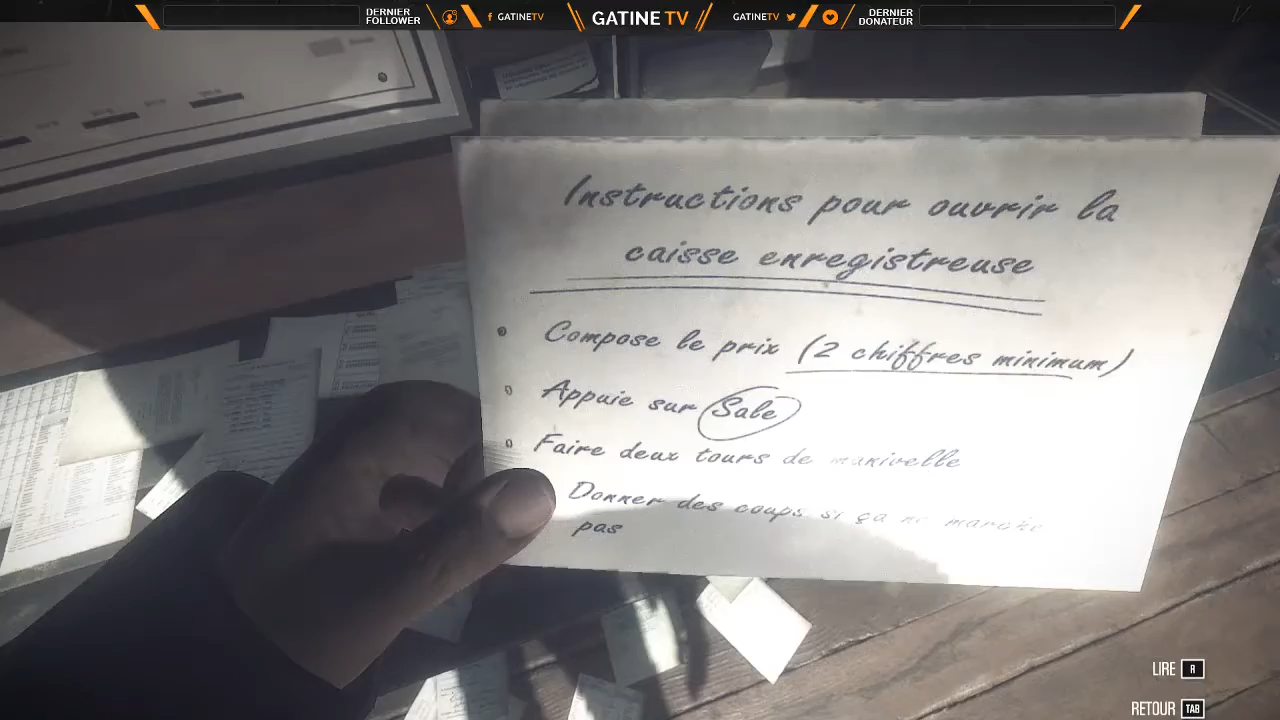 DERNIER
FOLLOWER
GATINETV
GATINE TV
GATINETV
DERNIER
DONATEUR
Instructions pour ouvrir la
caisse enregistreuse
Compose le prix (2 chiffres minimum)
Appuie sur Sale
Faire deux tours de manivelle
Donner des coups si ça ne marche
pas
LIRE R
RETOUR TAB